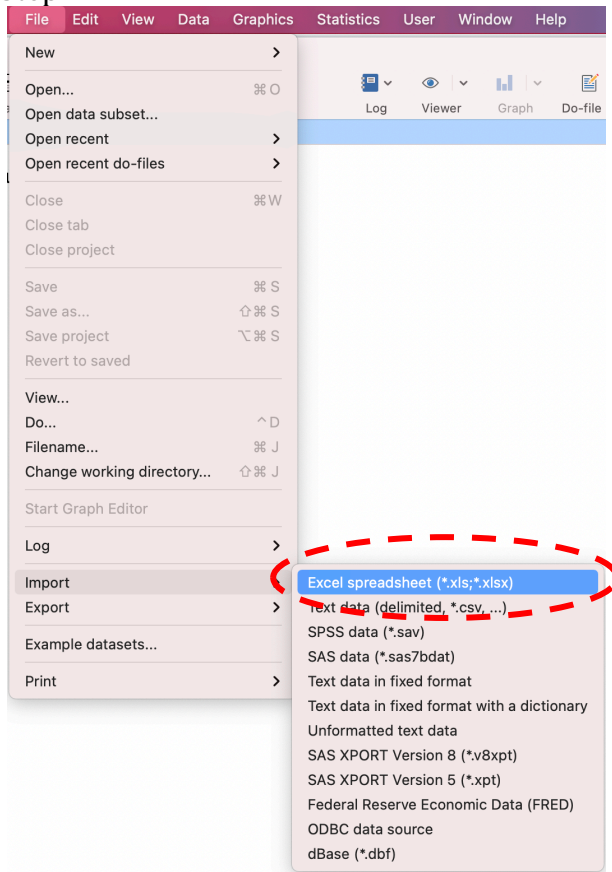 File Edit View Data Graphics Statistics User Window Help
New
Open... ⌘ O
Open data subset...
Open recent
Open recent do-files
Log Viewer Graph Do-file
Close ⌘ W
Close tab
Close project
Save ⌘ S
Save as... ⇧⌘ S
Save project ⌥⌘ S
Revert to saved
View...
Do... ^ D
Filename... ⌘ J
Change working directory... ⇧⌘ J
Start Graph Editor
Log
Import
Export
Example datasets...
Print
Excel spreadsheet (*.xls;*.xlsx)
Text data (delimited, *.csv, ...)
SPSS data (*.sav)
SAS data (*.sas7bdat)
Text data in fixed format
Text data in fixed format with a dictionary
Unformatted text data
SAS XPORT Version 8 (*.v8xpt)
SAS XPORT Version 5 (*.xpt)
Federal Reserve Economic Data (FRED)
ODBC data source
dBase (*.dbf)